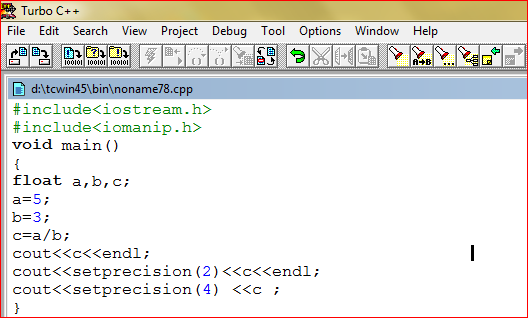 Turbo C++
File Edit Search View Project Debug Tool Options Window Help
d:\tcwin45\bin\noname78.cpp
#include<iostream.h>
#include<iomanip.h>
void main()
{
float a,b,c;
a=5;
b=3;
c=a/b;
cout<<c<<endl;
cout<<setprecision(2)<<c<<endl;
cout<<setprecision(4) <<c ;
}